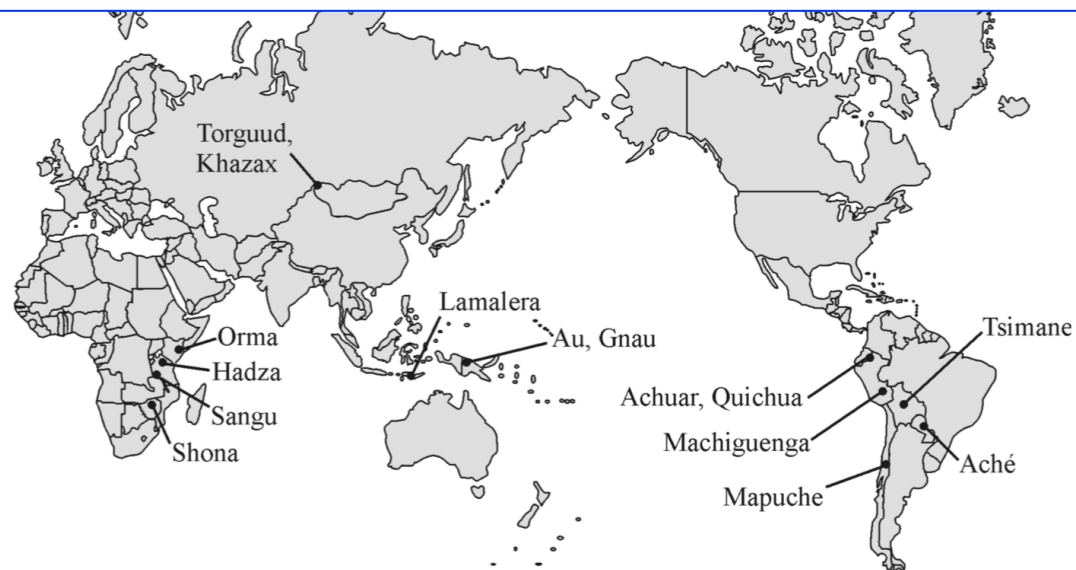 Torguud,
Khazax
Lamalera
Tsimane
Orma
Au, Gnau
Hadza
Achuar, Quichua
Sangu
Machiguenga
Shona
Aché
Mapuche